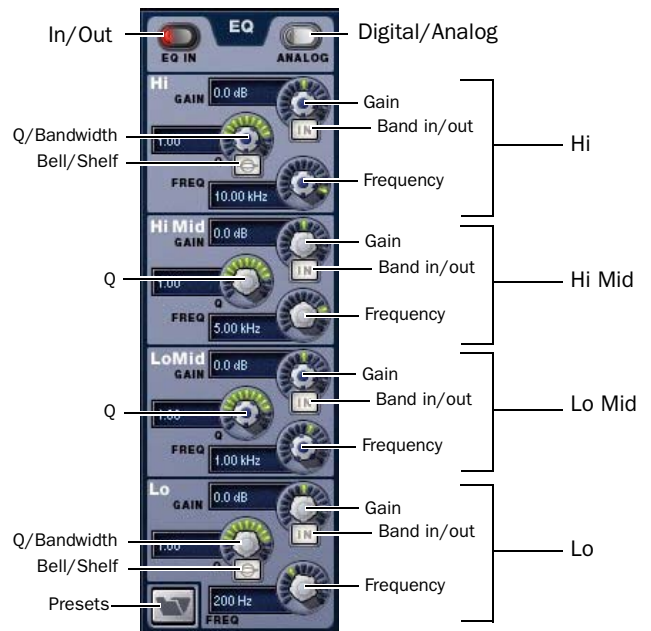 In/Out
EQ
Digital/Analog
EQ IN
ANALOG
Hi
GAIN
0.0 dB
Gain
Q/Bandwidth
1.00
IN
Band in/out
Hi
Bell/Shelf
Q
FREQ
10.00 kHz
Frequency
Hi Mid
GAIN
0.0 dB
Gain
Q
1.00
IN
Band in/out
Hi Mid
Q
FREQ
5.00 kHz
Frequency
LoMid
GAIN
0.0 dB
Gain
Q
1.00
IN
Band in/out
Lo Mid
Q
FREQ
1.00 kHz
Frequency
Lo
GAIN
0.0 dB
Gain
Q/Bandwidth
1.00
IN
Band in/out
Lo
Bell/Shelf
Q
Presets
200 Hz
Frequency
FREQ